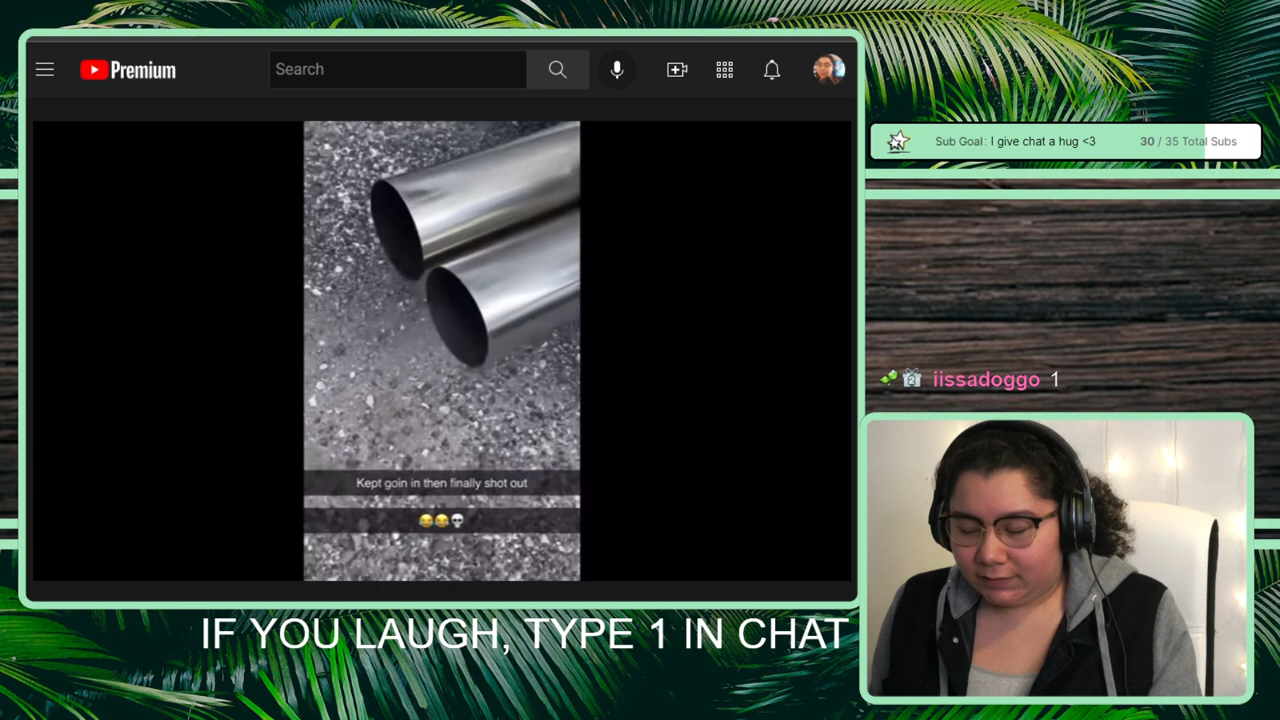 Premium
Search
Sub Goal: I give chat a hug <3
30 / 35 Total Subs
2 iissadoggo 1
Kept goin in then finally shot out
😂😂💀
IF YOU LAUGH, TYPE 1 IN CHAT